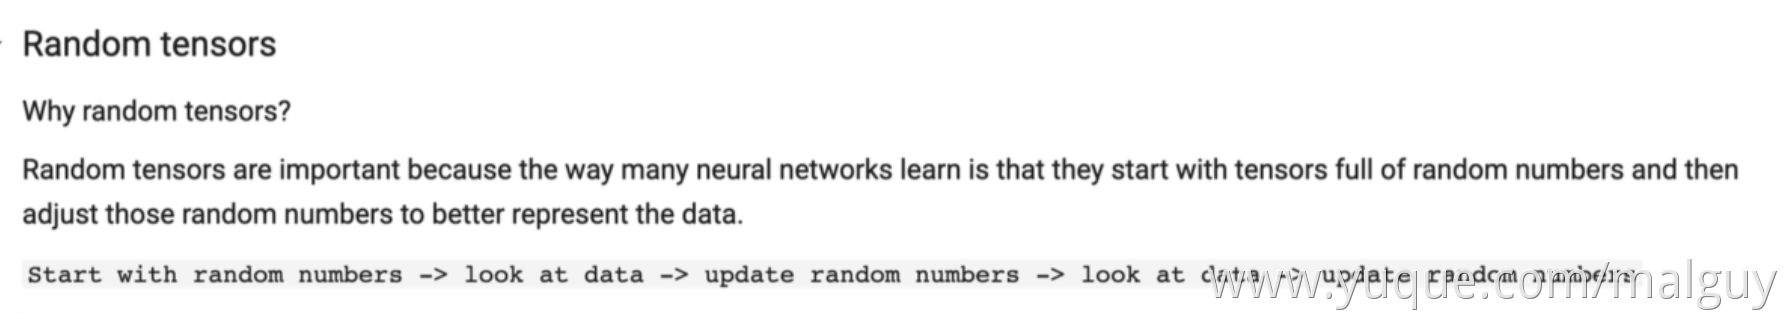 Random tensors
Why random tensors?
Random tensors are important because the way many neural networks learn is that they start with tensors full of random numbers and then
adjust those random numbers to better represent the data.
Start with random numbers -> look at data -> update random numbers -> look at data -> update random numbers
www.yuque.com/malguy